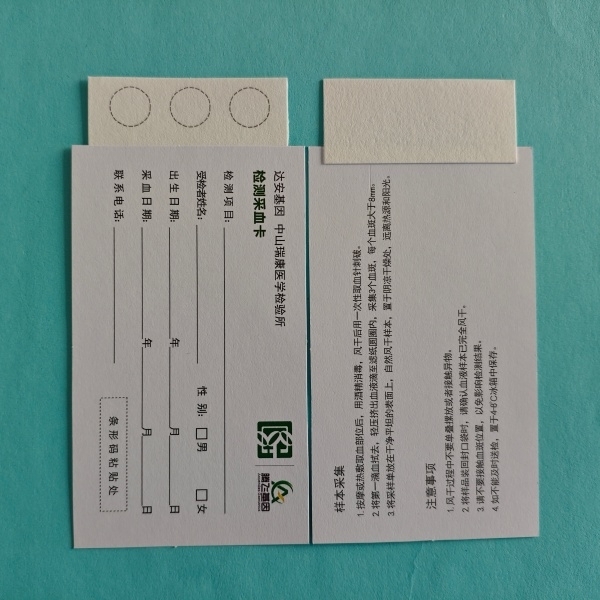 达安基因 中山瑞康医学检验所
检测采血卡
检测项目:
受检者姓名: 性 别: 男 女
出生日期: 年 月 日
采血日期: 年 月 日
联系电话:
条形码粘贴处
腾飞基因
样本采集
1. 按摩或热敷取血部位后，用酒精消毒，风干后用一次性取血针刺破。
2. 将第一滴血拭去，轻压挤出血液滴至滤纸圆圈内，采集3个血斑，每个血斑大于8mm。
3. 将采样单放在干净平坦的表面上，自然风干样本，置于阴凉干燥处，远离热源和阳光。
注意事项
1. 风干过程中不要单叠摆放或者接触异物。
2. 将样品装回封口袋时，请确认血液样本已完全风干。
3. 请不要接触血斑位置，以免影响检测结果。
4. 如不能及时送检，置于4-8℃冰箱中保存。